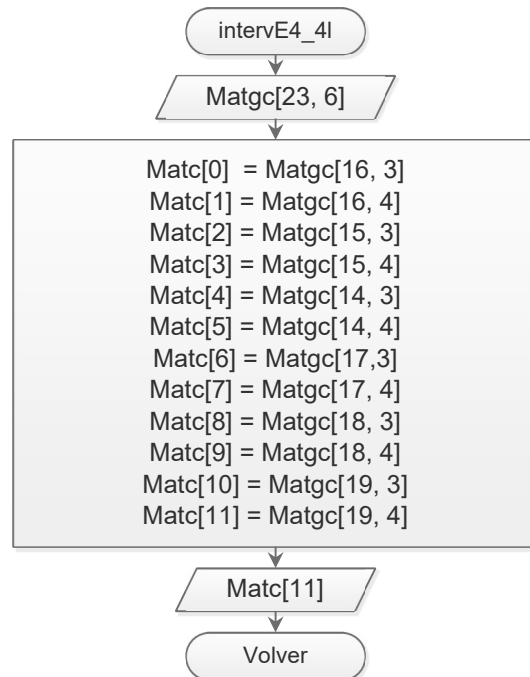 intervE4_4I
Matgc[23, 6]
Matc[0]  = Matgc[16, 3]
Matc[1] = Matgc[16, 4]
Matc[2] = Matgc[15, 3]
Matc[3] = Matgc[15, 4]
Matc[4] = Matgc[14, 3]
Matc[5] = Matgc[14, 4]
Matc[6] = Matgc[17,3]
Matc[7] = Matgc[17, 4]
Matc[8] = Matgc[18, 3]
Matc[9] = Matgc[18, 4]
Matc[10] = Matgc[19, 3]
Matc[11] = Matgc[19, 4]
Matc[11]
Volver